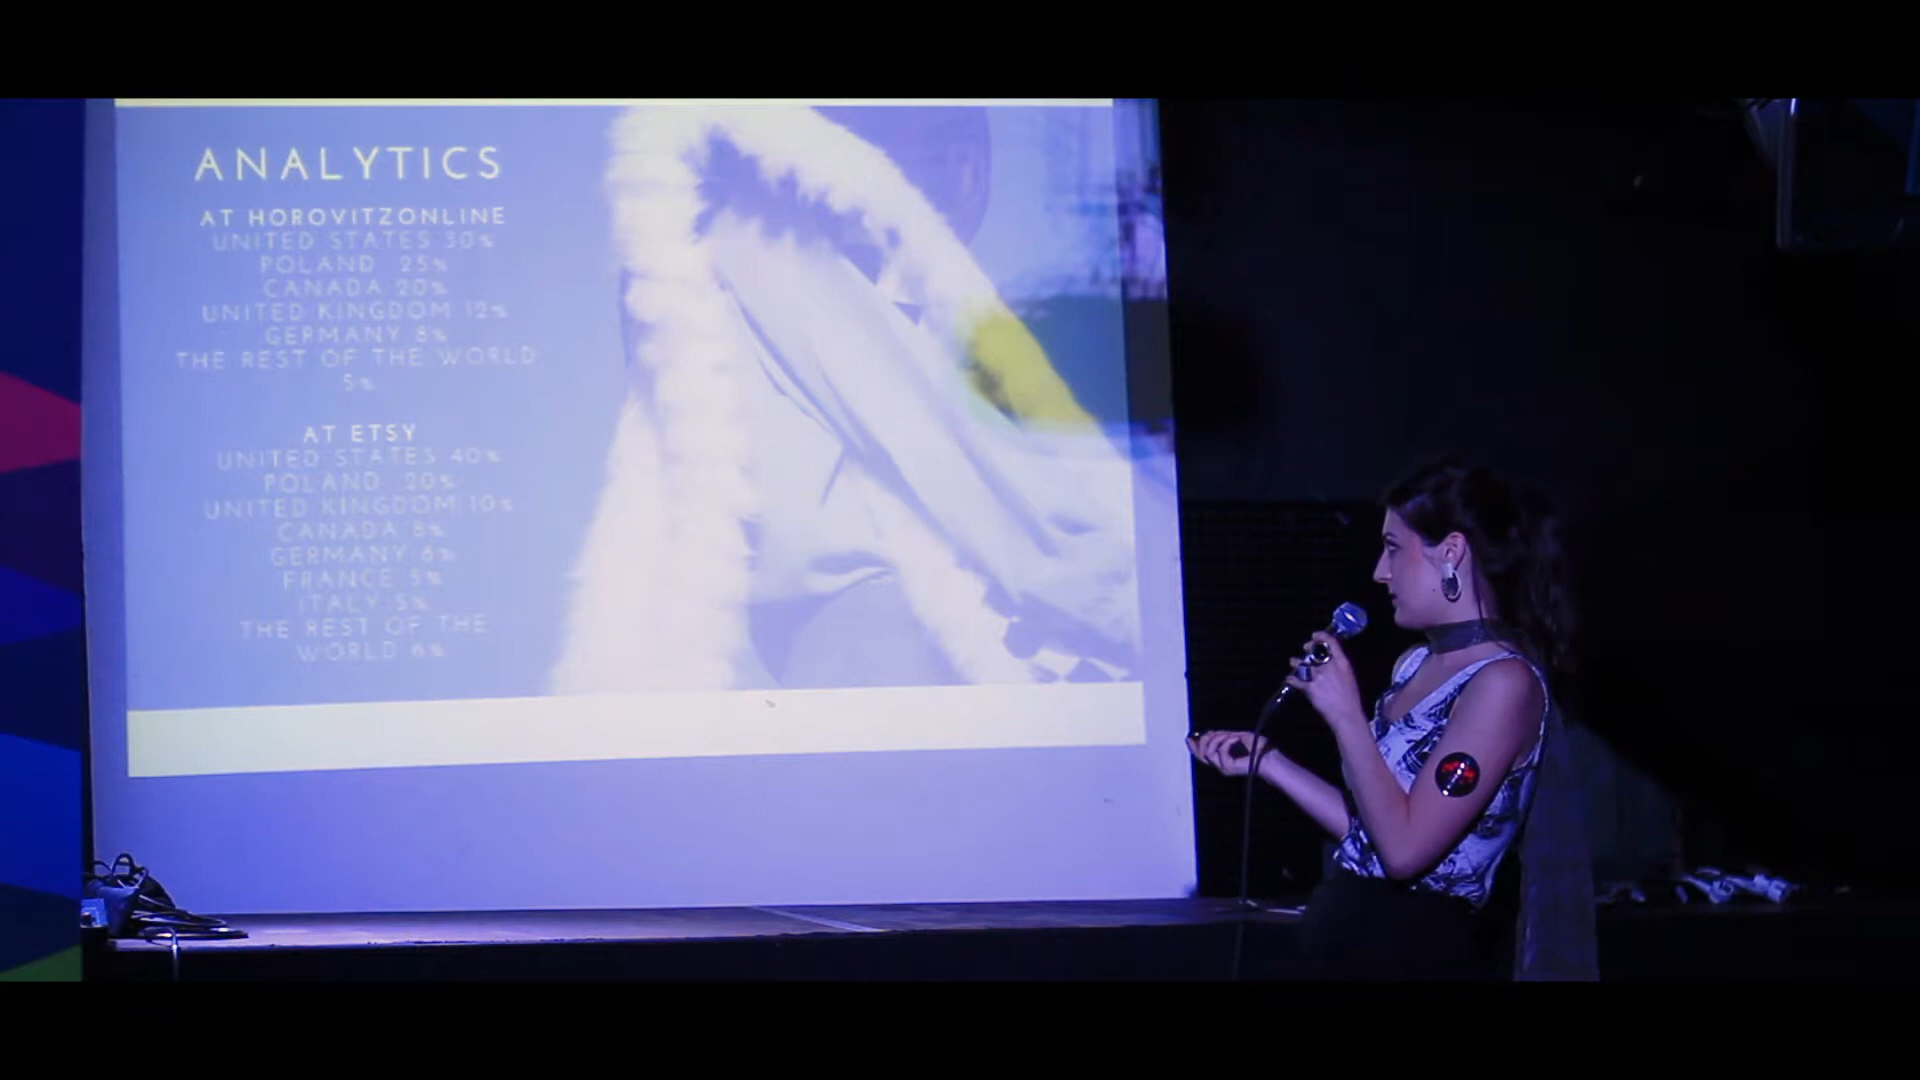 ANALYTICS
AT HOROVITZONLINE
UNITED STATES 30%
POLAND 25%
CANADA 20%
UNITED KINGDOM 12%
GERMANY 8%
THE REST OF THE WORLD
5%
AT ETSY
UNITED STATES 40%
POLAND 20%
UNITED KINGDOM 10%
CANADA 8%
GERMANY 6%
FRANCE 5%
ITALY 5%
THE REST OF THE
WORLD 6%